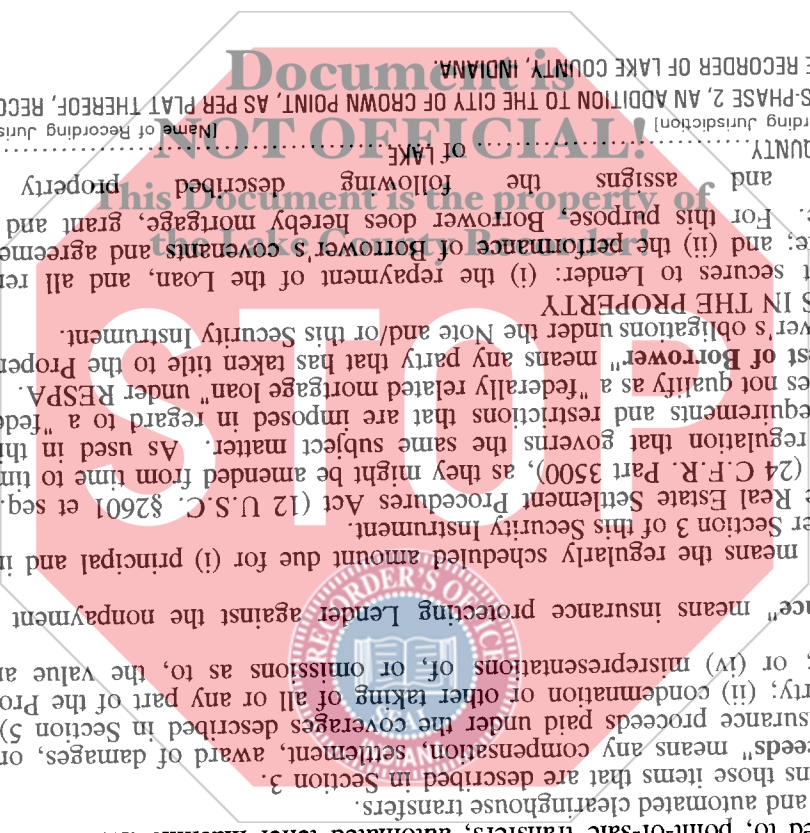 Document is
NOT OFFICIAL!
This Document is the property of
the Lake County Recorder!
STOP
RECORDER'S OFFICE
and automated clearinghouse transfers.
ns those items that are described in Section 3.
eeds" means any compensation, settlement, award of damages, or
surance proceeds paid under the coverages described in Section 5)
rty; (ii) condemnation or other taking of all or any part of the Pro
; or (iv) misrepresentations of, or omissions as to, the value a
ce" means insurance protecting Lender against the nonpayment
means the regularly scheduled amount due for (i) principal and in
er Section 3 of this Security Instrument.
e Real Estate Settlement Procedures Act (12 U.S.C. §2601 et seq.
(24 C.F.R. Part 3500), as they might be amended from time to tim
regulation that governs the same subject matter. As used in thi
equirements and restrictions that are imposed in regard to a "fede
es not qualify as a "federally related mortgage loan" under RESPA.
st of Borrower" means any party that has taken title to the Proper
ver's obligations under the Note and/or this Security Instrument.
S IN THE PROPERTY
t secures to Lender: (i) the repayment of the Loan, and all ren
e; and (ii) the performance of Borrower's covenants and agreeme
. For this purpose, Borrower does hereby mortgage, grant and
and assigns the following described property
OUNTY of LAKE
rding Jurisdiction] [Name of Recording Juris
S-PHASE 2, AN ADDITION TO THE CITY OF CROWN POINT, AS PER PLAT THEREOF, RECO
E RECORDER OF LAKE COUNTY, INDIANA.